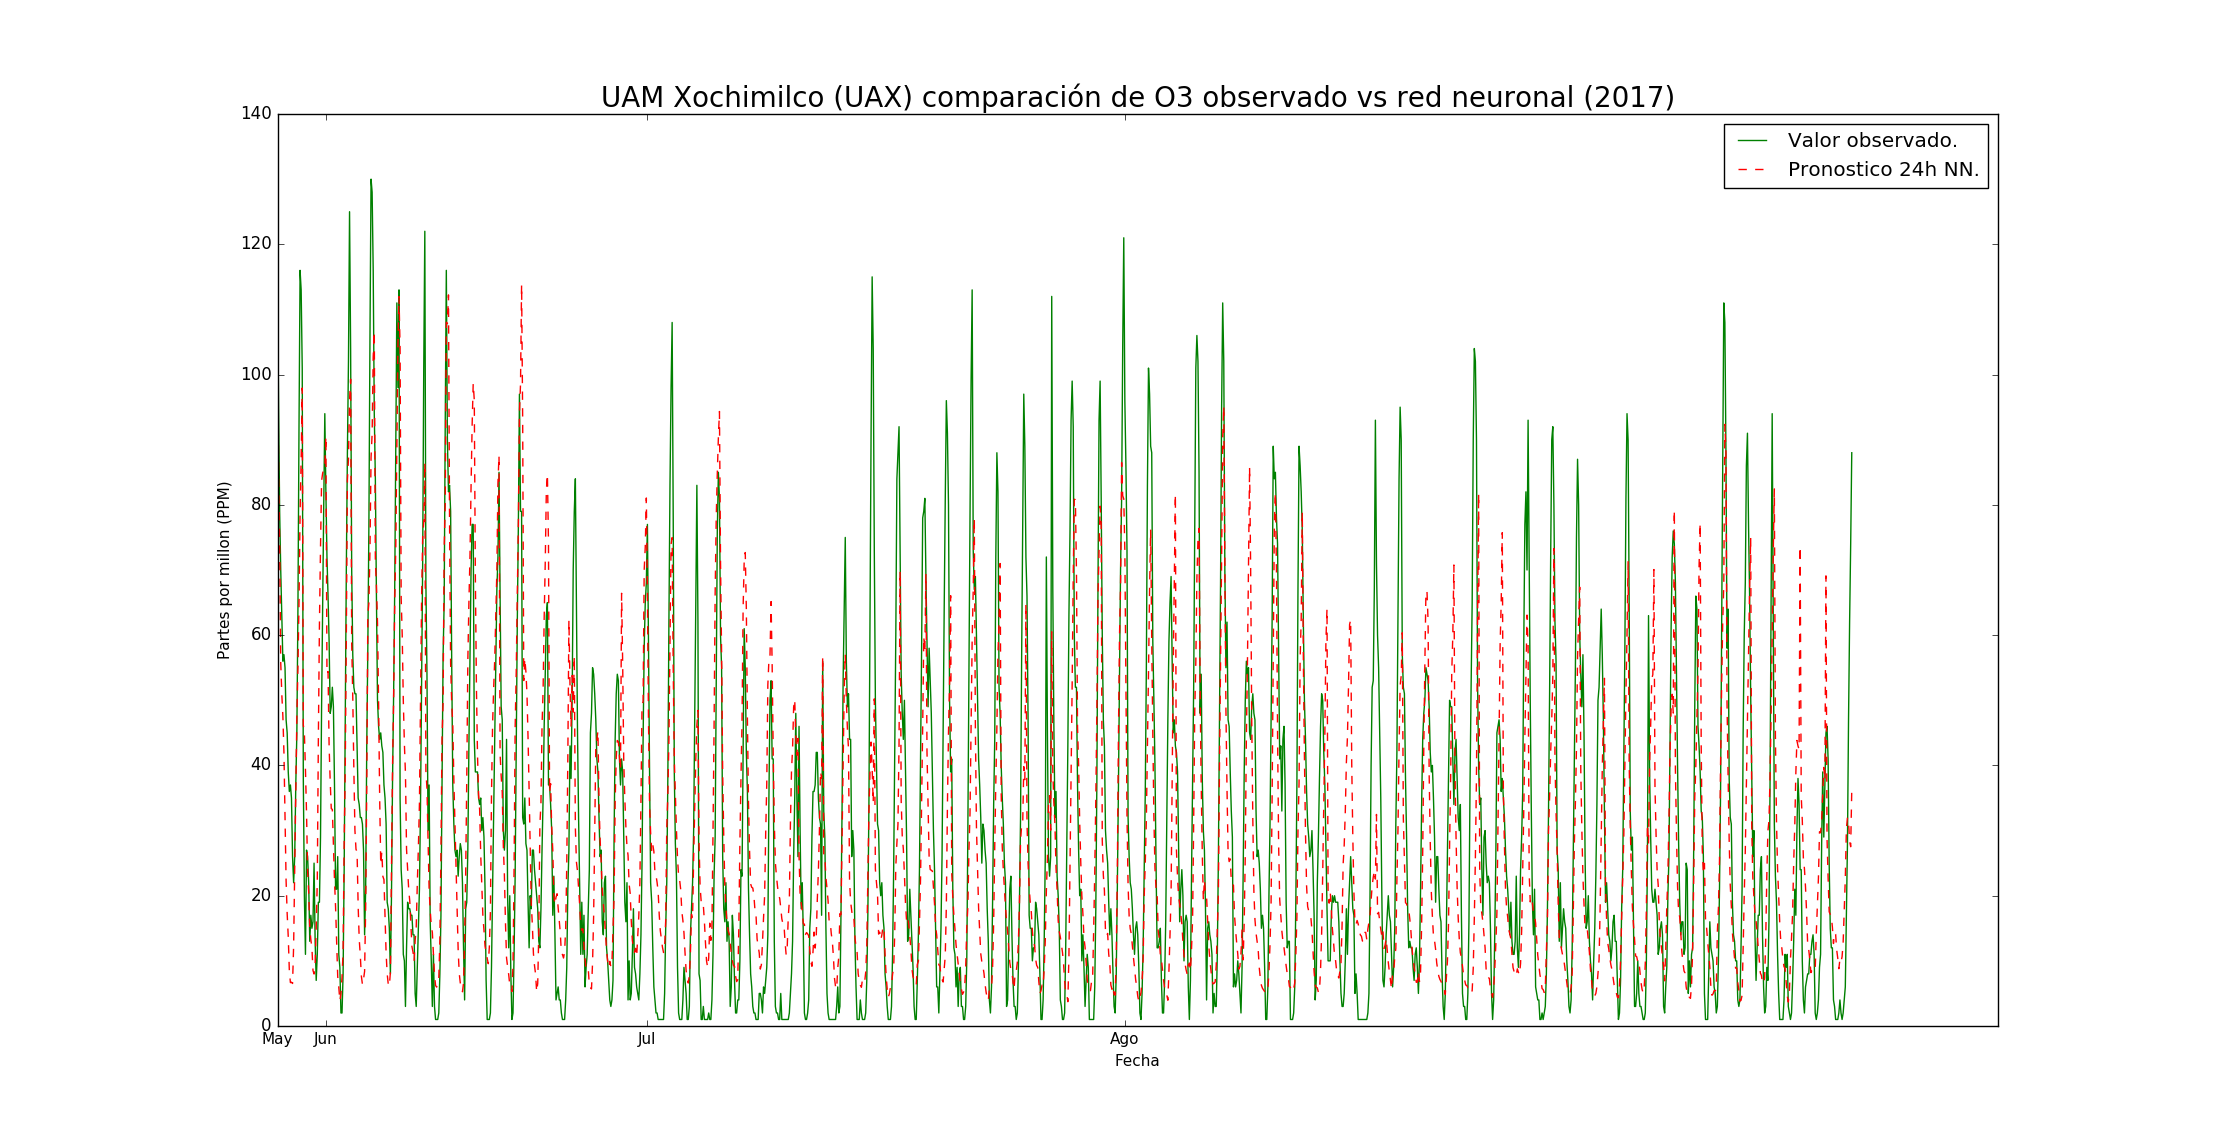 UAM Xochimilco (UAX) comparación de O3 observado vs red neuronal (2017)
140
120
100
80
60
40
20
0
Partes por millon (PPM)
Valor observado.
Pronostico 24h NN.
May Jun Jul Ago
Fecha